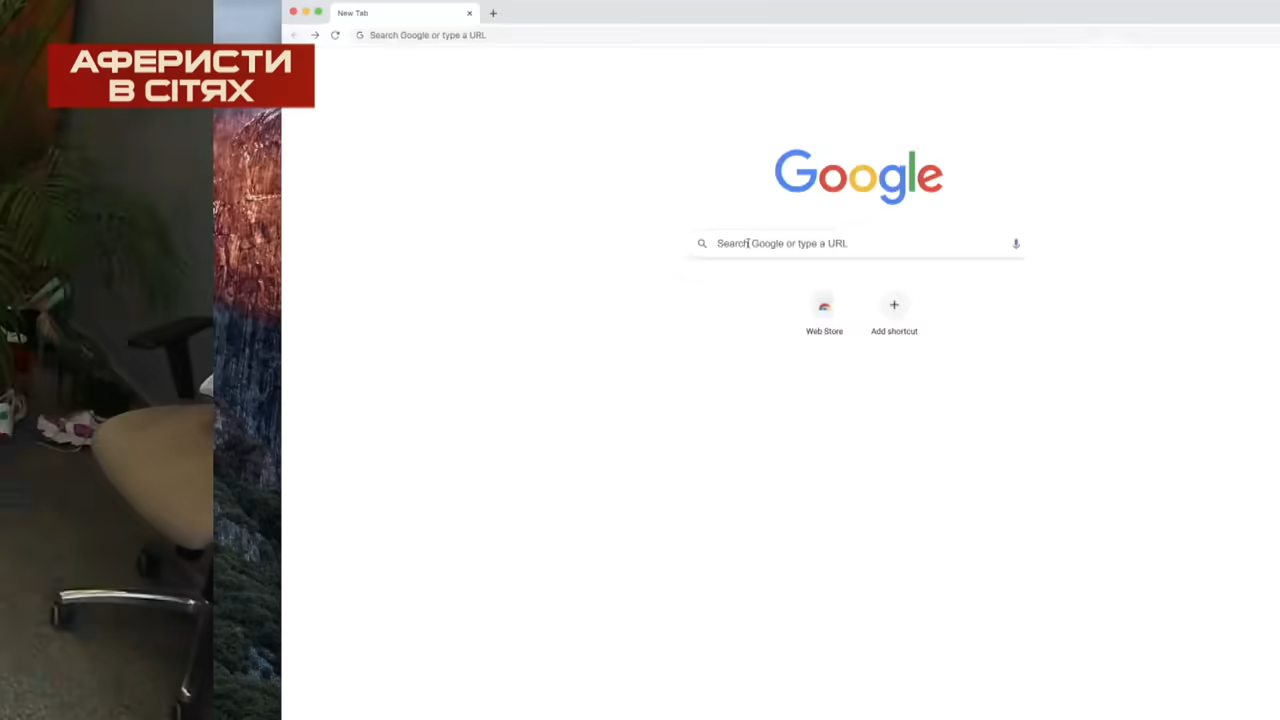 New Tab
Search Google or type a URL
АФЕРИСТИ
В СІТЯХ
Google
Search Google or type a URL
Web Store
Add shortcut